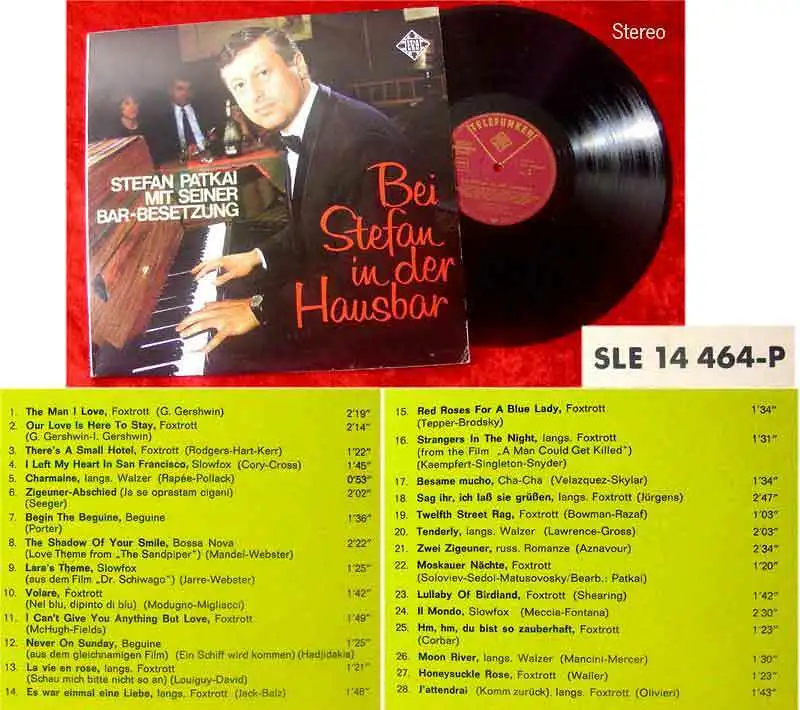 Stereo
TELEFUNKEN
STEFAN PATKAI
MIT SEINER
BAR-BESETZUNG
Bei
Stefan
in der
Hausbar
SLE 14 464-P
1. The Man I Love, Foxtrott (G. Gershwin) 2'19"
2. Our Love Is Here To Stay, Foxtrott 2'14"
(G. Gershwin-I. Gershwin)
3. There's A Small Hotel, Foxtrott (Rodgers-Hart-Kerr) 1'22"
4. I Left My Heart In San Francisco, Slowfox (Cory-Cross) 1'45"
5. Charmaine, langs. Walzer (Rapée-Pollack) 0'53"
6. Zigeuner-Abschied (Ja se oprastam cigani) 2'02"
(Seeger)
7. Begin The Beguine, Beguine 1'36"
(Porter)
8. The Shadow Of Your Smile, Bossa Nova 2'22"
(Love Theme from „The Sandpiper") (Mandel-Webster)
9. Lara's Theme, Slowfox 1'25"
(aus dem Film „Dr. Schiwago") (Jarre-Webster)
10. Volare, Foxtrott 1'42"
(Nel blu, dipinto di blu) (Modugno-Migliacci)
11. I Can't Give You Anything But Love, Foxtrott 1'49"
(McHugh-Fields)
12. Never On Sunday, Beguine 1'25"
(aus dem gleichnamigen Film) (Ein Schiff wird kommen) (Hadjidakis)
13. La vie en rose, langs. Foxtrott 1'21"
(Schau mich bitte nicht so an) (Louiguy-David)
14. Es war einmal eine Liebe, langs. Foxtrott (Jack-Balz) 1'48"
15. Red Roses For A Blue Lady, Foxtrott 1'34"
(Tepper-Brodsky)
16. Strangers In The Night, langs. Foxtrott 1'31"
(from the Film „A Man Could Get Killed")
(Kaempfert-Singleton-Snyder)
17. Besame mucho, Cha-Cha (Velazquez-Skylar) 1'34"
18. Sag ihr, ich laß sie grüßen, langs. Foxtrott (Jürgens) 2'47"
19. Twelfth Street Rag, Foxtrott (Bowman-Razaf) 1'03"
20. Tenderly, langs. Walzer (Lawrence-Gross) 2'03"
21. Zwei Zigeuner, russ. Romanze (Aznavour) 2'34"
22. Moskauer Nächte, Foxtrott 1'20"
(Soloviev-Sedoi-Matusovosky/Bearb.: Patkai)
23. Lullaby Of Birdland, Foxtrott (Shearing) 1'42"
24. Il Mondo, Slowfox (Meccia-Fontana) 2'30"
25. Hm, hm, du bist so zauberhaft, Foxtrott 1'23"
(Corbar)
26. Moon River, langs. Walzer (Mancini-Mercer) 1'30"
27. Honeysuckle Rose, Foxtrott (Waller) 1'23"
28. J'attendrai (Komm zurück), langs. Foxtrott (Olivieri) 1'43"